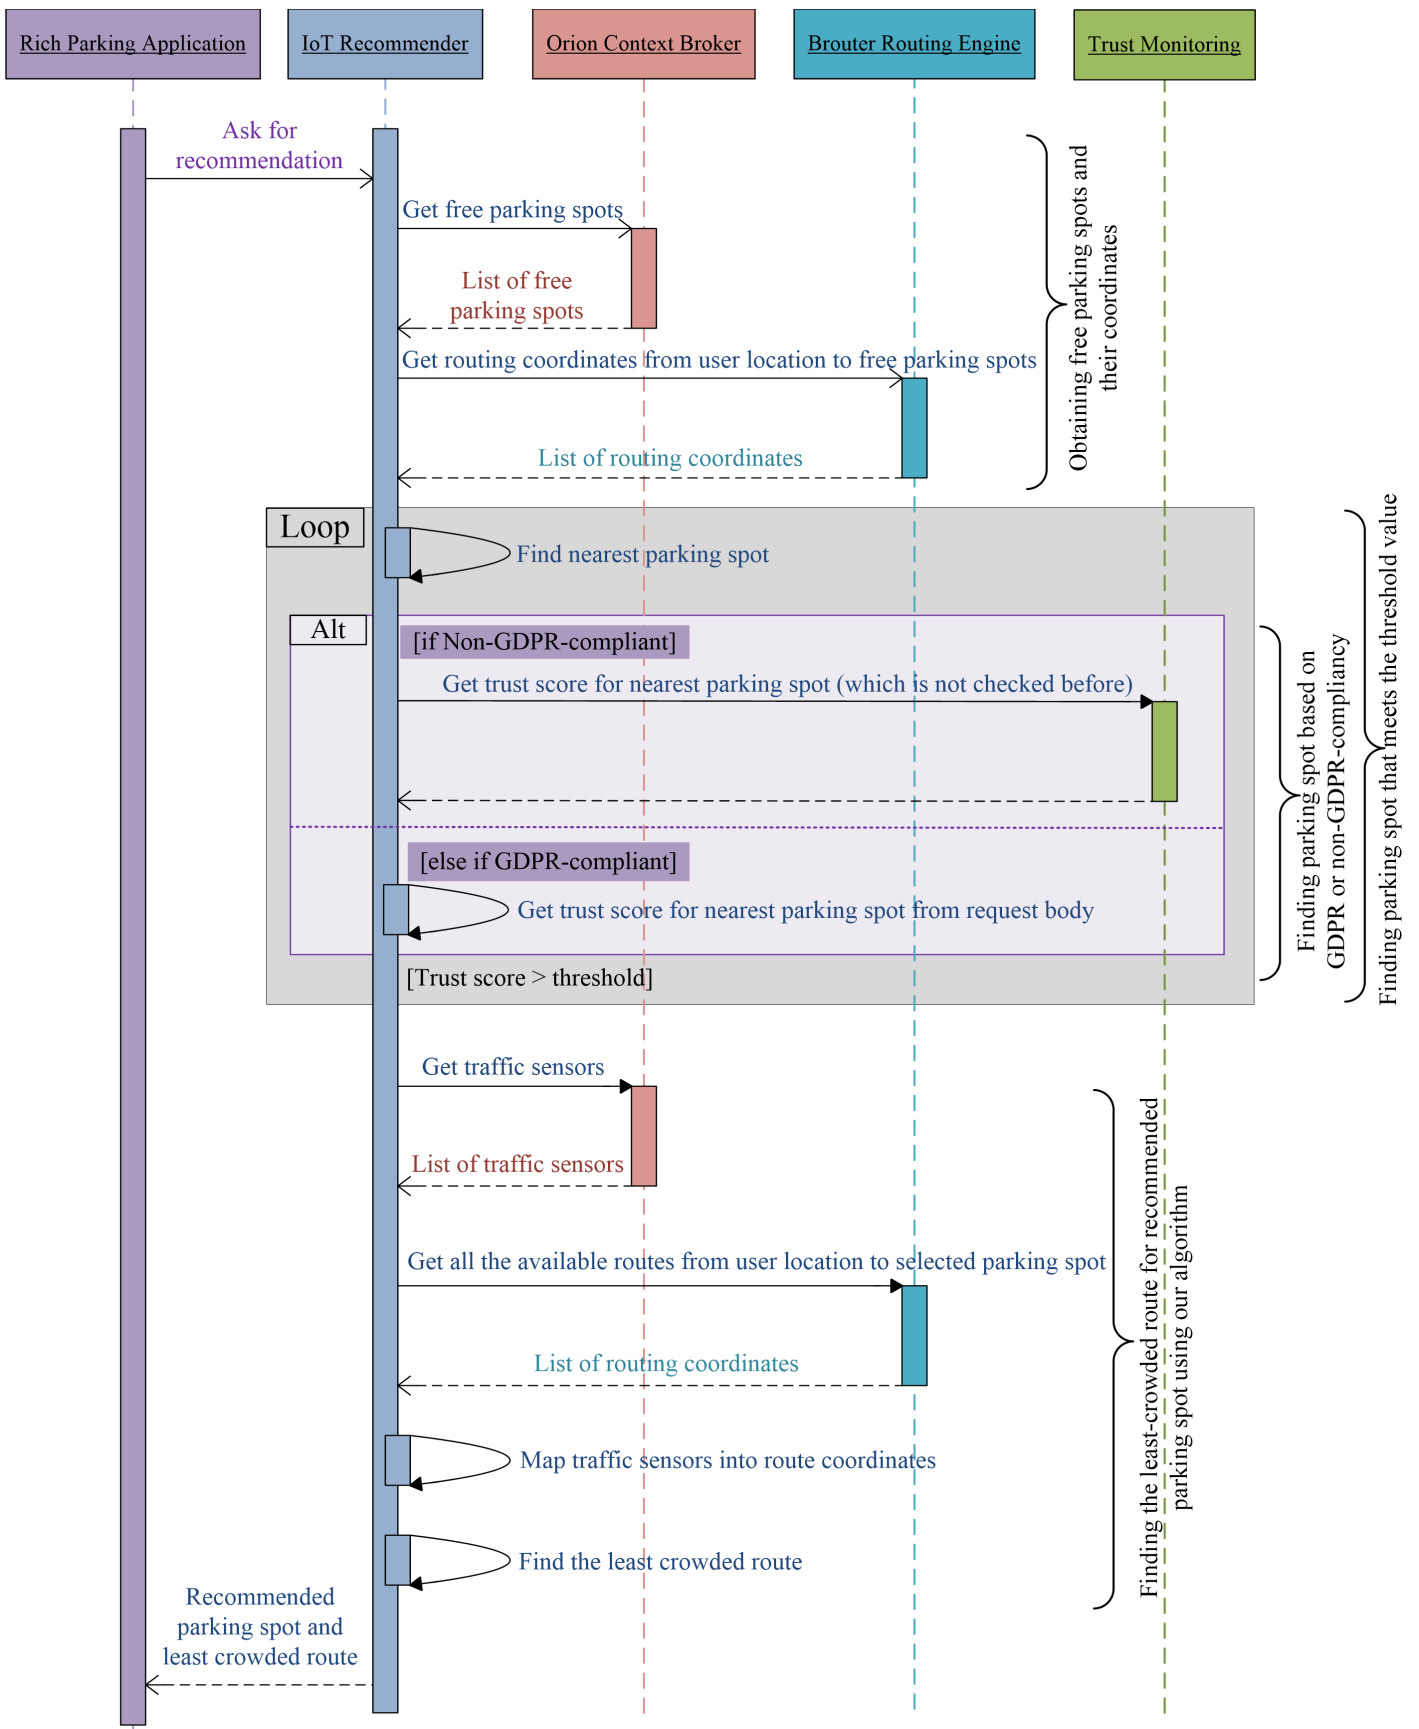 Rich Parking Application
IoT Recommender
Orion Context Broker
Brouter Routing Engine
Trust Monitoring
Ask for
recommendation
Get free parking spots
List of free
parking spots
Get routing coordinates from user location to free parking spots
List of routing coordinates
Obtaining free parking spots and
their coordinates
Loop
Find nearest parking spot
Alt
[if Non-GDPR-compliant]
Get trust score for nearest parking spot (which is not checked before)
[else if GDPR-compliant]
Get trust score for nearest parking spot from request body
[Trust score > threshold]
Finding parking spot based on
GDPR or non-GDPR-compliancy
Finding parking spot that meets the threshold value
Get traffic sensors
List of traffic sensors
Get all the available routes from user location to selected parking spot
List of routing coordinates
Map traffic sensors into route coordinates
Find the least crowded route
Finding the least-crowded route for recommended
parking spot using our algorithm
Recommended
parking spot and
least crowded route